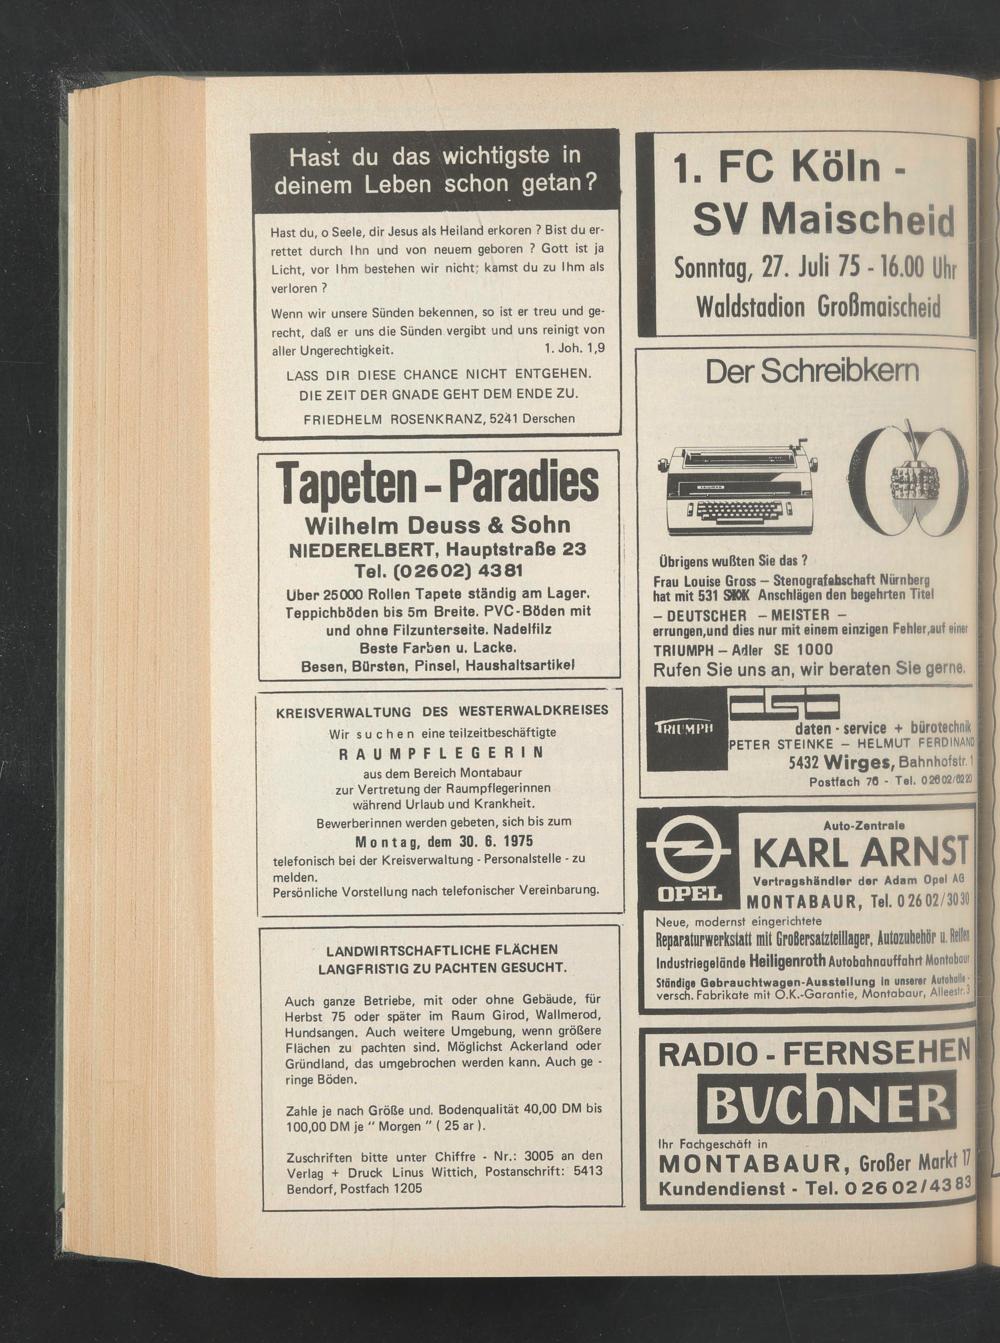 Hast du das wichtigste in
deinem Leben schon getan?
Hast du, o Seele, dir Jesus als Heiland erkoren ? Bist du er-
rettet durch Ihn und von neuem geboren ? Gott ist ja
Licht, vor Ihm bestehen wir nicht; kamst du zu Ihm als
verloren ?
Wenn wir unsere Sünden bekennen, so ist er treu und ge-
recht, daß er uns die Sünden vergibt und uns reinigt von
aller Ungerechtigkeit. 1. Joh. 1,9
LASS DIR DIESE CHANCE NICHT ENTGEHEN.
DIE ZEIT DER GNADE GEHT DEM ENDE ZU.
FRIEDHELM ROSENKRANZ, 5241 Derschen
Tapeten - Paradies
Wilhelm Deuss & Sohn
NIEDERELBERT, Hauptstraße 23
Tel. (02602) 4381
Uber 25000 Rollen Tapete ständig am Lager.
Teppichböden bis 5m Breite. PVC-Böden mit
und ohne Filzunterseite. Nadelfilz
Beste Farben u. Lacke.
Besen, Bürsten, Pinsel, Haushaltsartikel
KREISVERWALTUNG DES WESTERWALDKREISES
Wir suchen eine teilzeitbeschäftigte
RAUMPFLEGERIN
aus dem Bereich Montabaur
zur Vertretung der Raumpflegerinnen
während Urlaub und Krankheit.
Bewerberinnen werden gebeten, sich bis zum
Montag, dem 30. 6. 1975
telefonisch bei der Kreisverwaltung - Personalstelle - zu
melden.
Persönliche Vorstellung nach telefonischer Vereinbarung.
LANDWIRTSCHAFTLICHE FLÄCHEN
LANGFRISTIG ZU PACHTEN GESUCHT.
Auch ganze Betriebe, mit oder ohne Gebäude, für
Herbst 75 oder später im Raum Girod, Wallmerod,
Hundsangen. Auch weitere Umgebung, wenn größere
Flächen zu pachten sind. Möglichst Ackerland oder
Gründland, das umgebrochen werden kann. Auch ge -
ringe Böden.
Zahle je nach Größe und. Bodenqualität 40,00 DM bis
100,00 DM je " Morgen " ( 25 ar ).
Zuschriften bitte unter Chiffre - Nr.: 3005 an den
Verlag + Druck Linus Wittich, Postanschrift: 5413
Bendorf, Postfach 1205
1. FC Köln -
SV Maischeid
Sonntag, 27. Juli 75 - 16.00 Uhr
Waldstadion Großmaischeid
Der Schreibkern
Übrigens wußten Sie das ?
Frau Louise Gross — Stenografabschaft Nürnberg
hat mit 531 Anschlägen den begehrten Titel
— DEUTSCHER — MEISTER —
errungen,und dies nur mit einem einzigen Fehler,auf einer
TRIUMPH — Adler SE 1000
Rufen Sie uns an, wir beraten Sie gerne.
TRIUMPH
daten - service + bürotechnik
PETER STEINKE — HELMUT FERDINAND
5432 Wirges, Bahnhofstr. 1
Postfach 76 - Tel. 02602/6220
Auto-Zentrale
KARL ARNST
Vertragshändler der Adam Opel AG
OPEL
MONTABAUR, Tel. 0 26 02/30 30
Neue, modernst eingerichtete
Reparaturwerkstatt mit Großersatzteillager, Autozubehör u. Reifen
Industriegelände Heiligenroth Autobahnauffahrt Montabaur
Ständige Gebrauchtwagen-Ausstellung in unserer Autohalle -
versch. Fabrikate mit O.K.-Garantie, Montabaur, Alleestr. 3
RADIO - FERNSEHEN
BUCHNER
Ihr Fachgeschäft in
MONTABAUR, Großer Markt 17
Kundendienst - Tel. 02602/4383